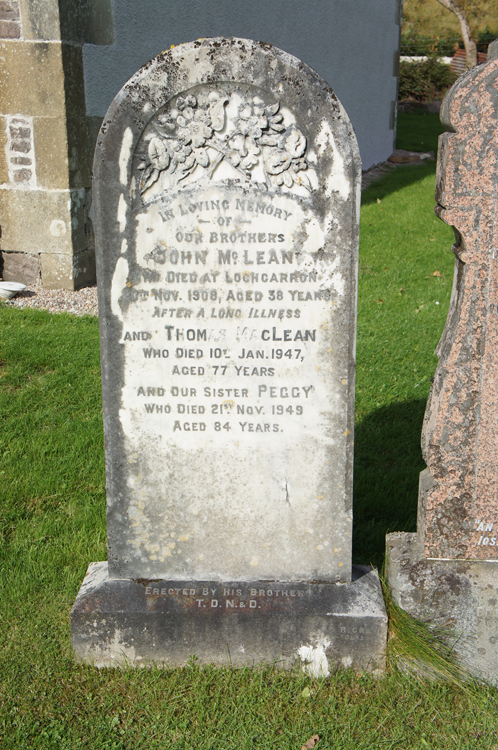 IN LOVING MEMORY
— OF —
OUR BROTHERS
JOHN McLEAN
WHO DIED AT LOCHCARRON
NOV. 1908, AGED 38 YEARS
AFTER A LONG ILLNESS
AND THOMAS MACLEAN
WHO DIED 10TH JAN. 1947,
AGED 77 YEARS
AND OUR SISTER PEGGY
WHO DIED 21ST NOV. 1949
AGED 84 YEARS.
ERECTED BY HIS BROTHER
T. D. N. & D.
AN